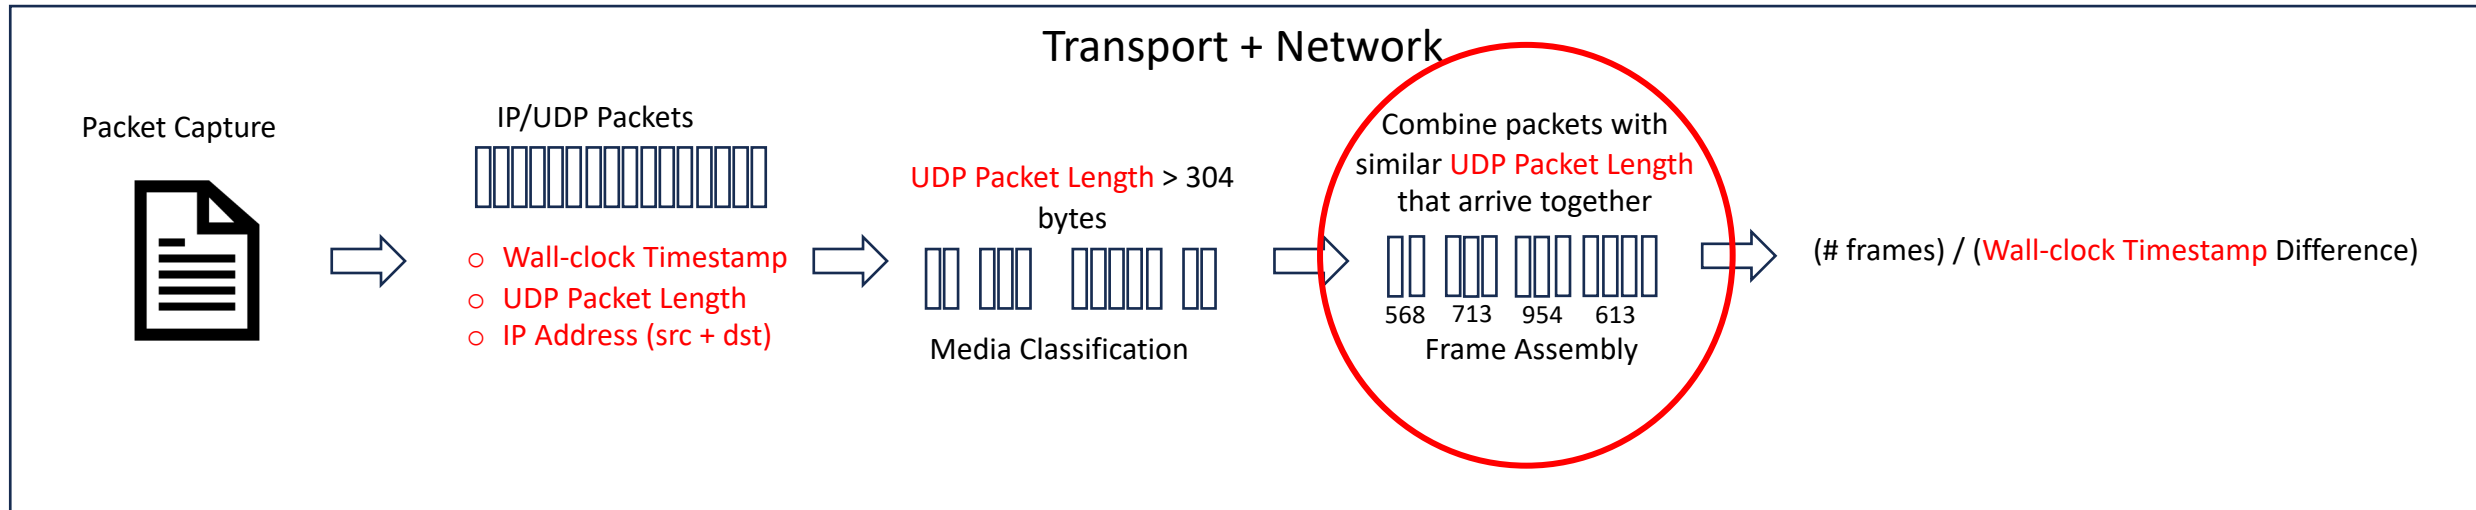 Transport + Network
Packet Capture
IP/UDP Packets
○ Wall-clock Timestamp
○ UDP Packet Length
○ IP Address (src + dst)
UDP Packet Length > 304
bytes
Media Classification
Combine packets with
similar UDP Packet Length
that arrive together
568 713 954 613
Frame Assembly
(# frames) / (Wall-clock Timestamp Difference)